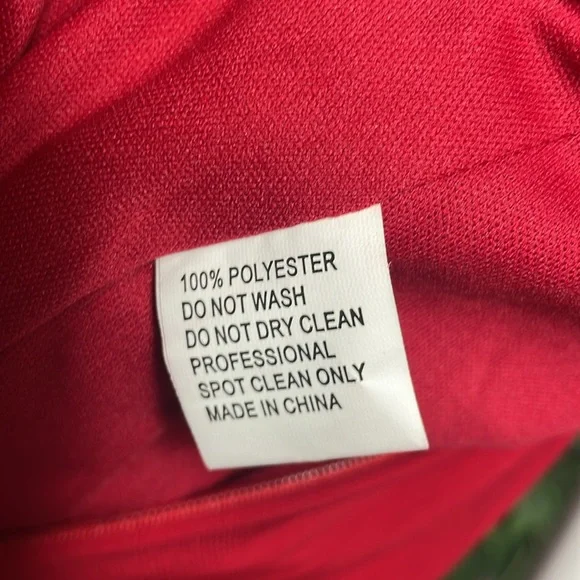 100% POLYESTER
DO NOT WASH
DO NOT DRY CLEAN
PROFESSIONAL
SPOT CLEAN ONLY
MADE IN CHINA